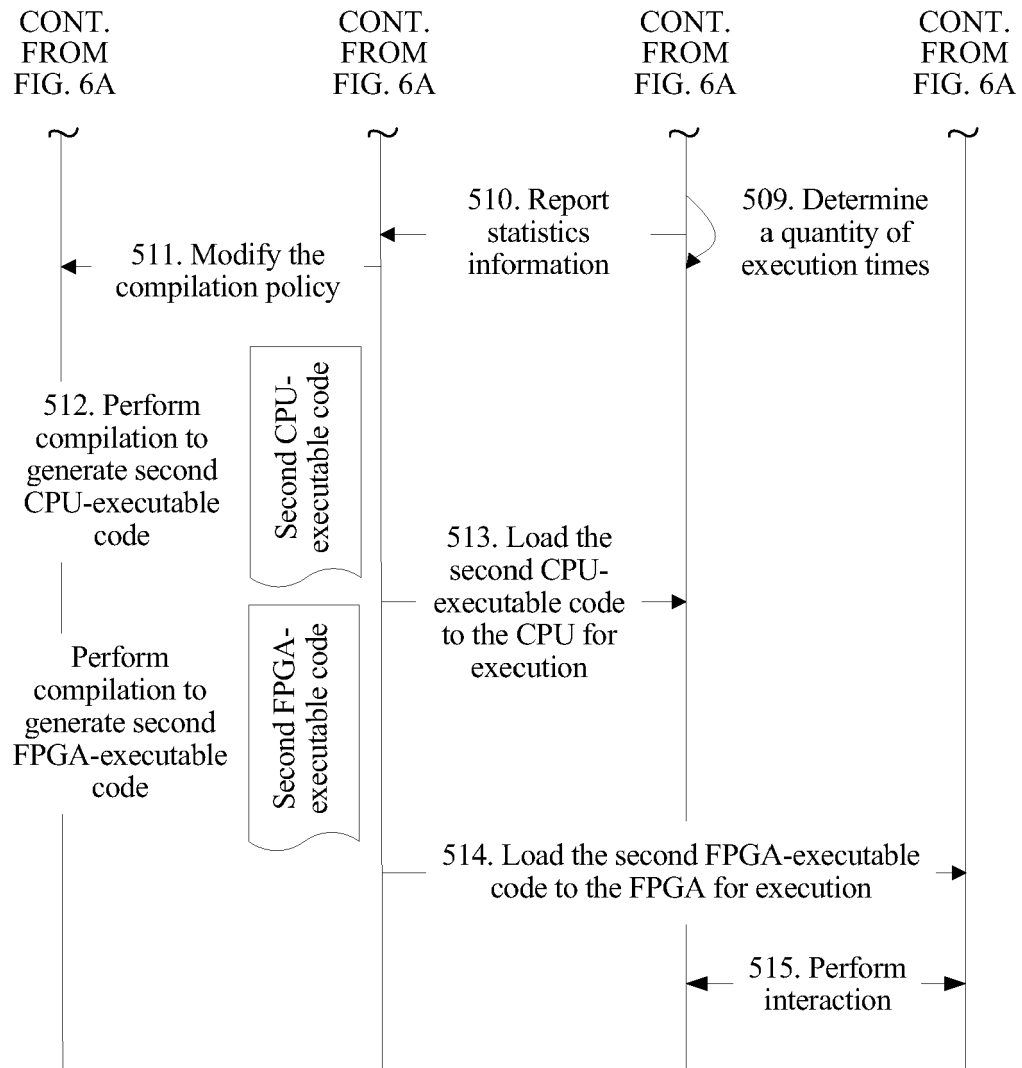 CONT.
FROM
FIG. 6A
CONT.
FROM
FIG. 6A
CONT.
FROM
FIG. 6A
CONT.
FROM
FIG. 6A
510. Report
statistics
information
509. Determine
a quantity of
execution times
511. Modify the
compilation policy
512. Perform
compilation to
generate second
CPU-executable
code
Second CPU-
executable code
513. Load the
second CPU-
executable code
to the CPU for
execution
Perform
compilation to
generate second
FPGA-executable
code
Second FPGA-
executable code
514. Load the second FPGA-executable
code to the FPGA for execution
515. Perform
interaction